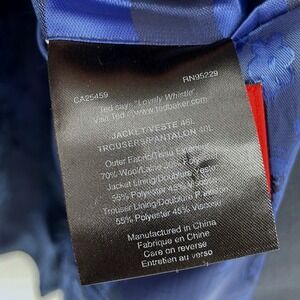 CA25459 RN95229
Ted says "Lovely Whistle"
Visit Ted @ www.tedbaker.com
JACKET/VESTE 46L
TROUSERS/PANTALON 40L
Outer Fabric/Tissu Extérieur
70% Wool/Laine
Jacket Lining/Doublure Veston
55% Polyester 45% Viscose
Trouser Lining/Doublure Pantalon
55% Polyester 45% Viscose
Manufactured in China
Fabriqué en Chine
Care on reverse
Entretien au verso